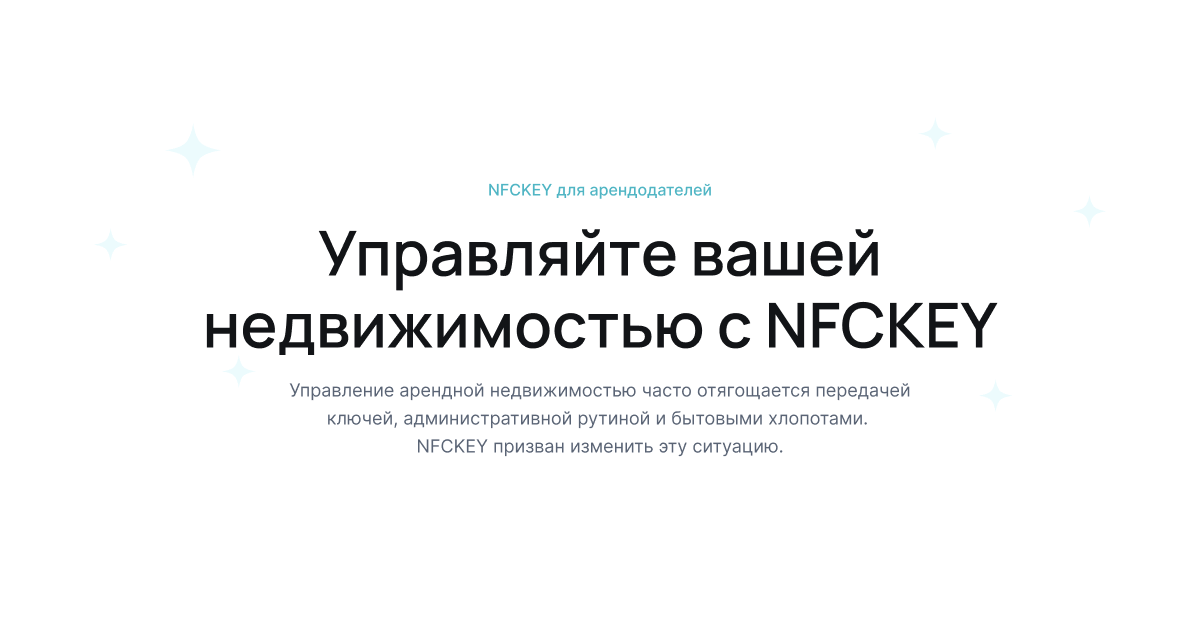 NFCKEY для арендодателей
Управляйте вашей
недвижимостью с NFCKEY
Управление арендной недвижимостью часто отягощается передачей
ключей, административной рутиной и бытовыми хлопотами.
NFCKEY призван изменить эту ситуацию.